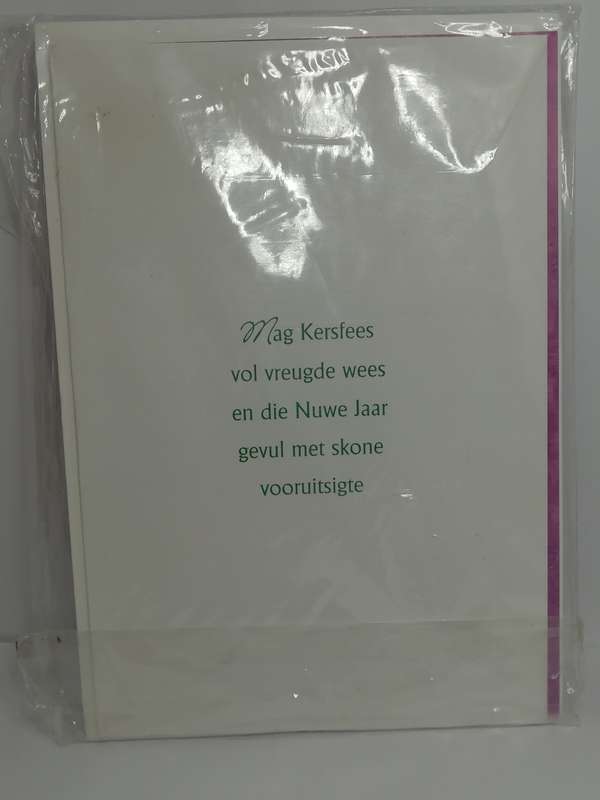 Mag Kersfees
vol vreugde wees
en die Nuwe Jaar
gevul met skone
vooruitsigte